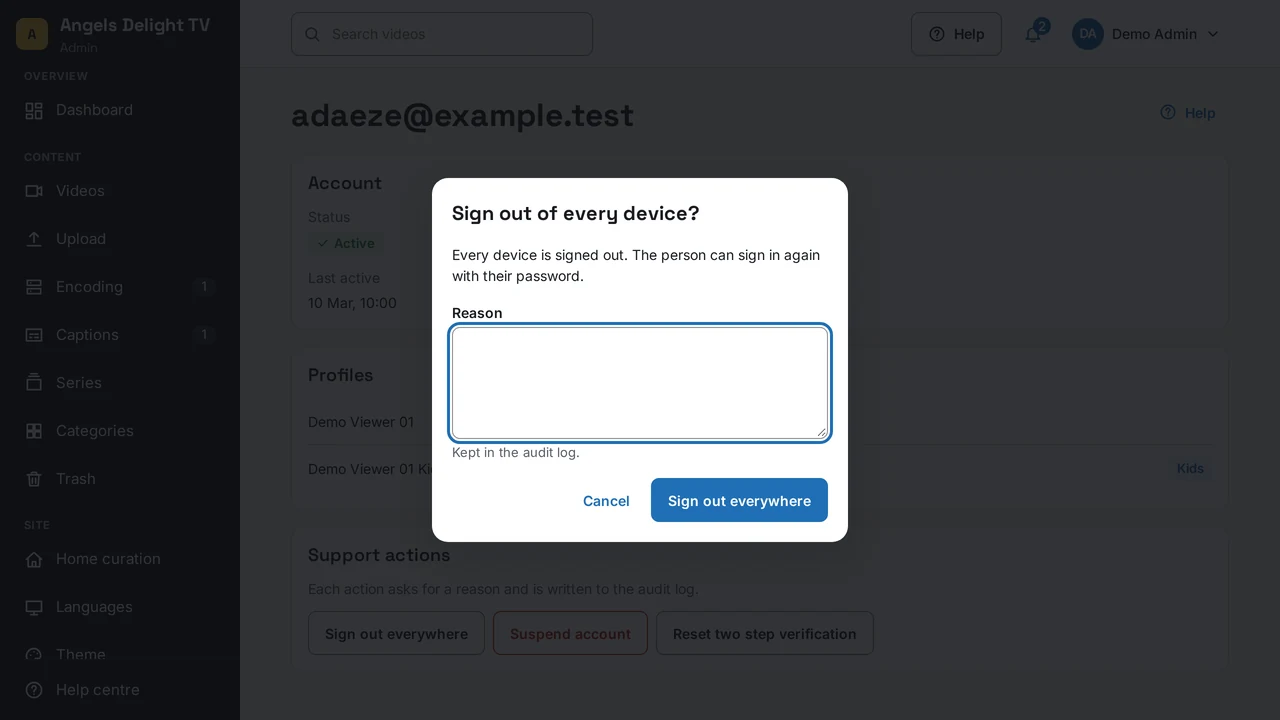 A
Angels Delight TV
Admin
OVERVIEW
Dashboard
CONTENT
Videos
Upload
Encoding 1
Captions 1
Series
Categories
Trash
SITE
Home curation
Languages
Theme
Help centre
Search videos
Help
2
DA
Demo Admin
adaeze@example.test
Help
Account
Status
Active
Last active
10 Mar, 10:00
Profiles
Demo Viewer 01
Demo Viewer 01
Kids
Sign out of every device?
Every device is signed out. The person can sign in again
with their password.
Reason
Kept in the audit log.
Cancel
Sign out everywhere
Support actions
Each action asks for a reason and is written to the audit log.
Sign out everywhere
Suspend account
Reset two step verification